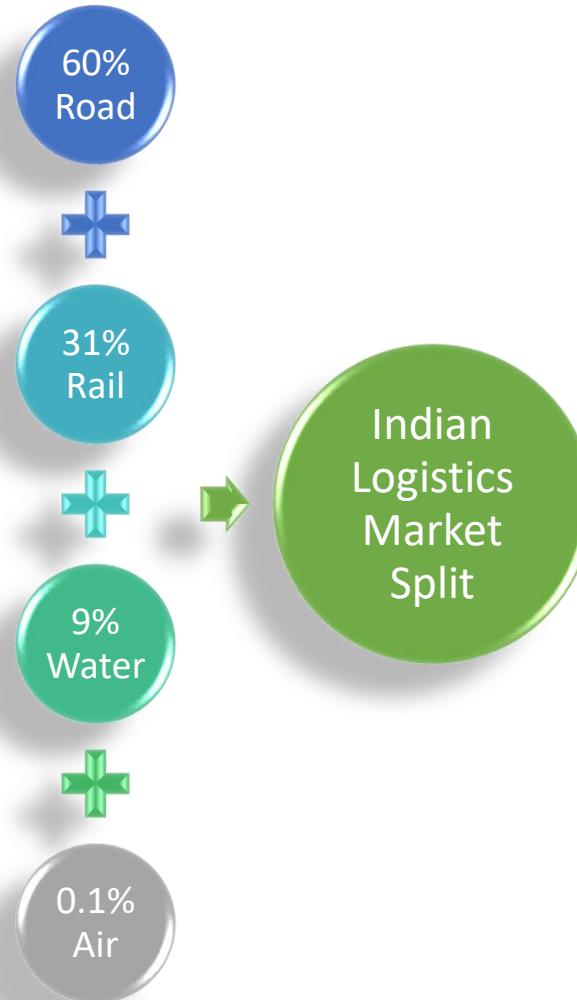 60%
Road
31%
Rail
9%
Water
0.1%
Air
Indian
Logistics
Market
Split